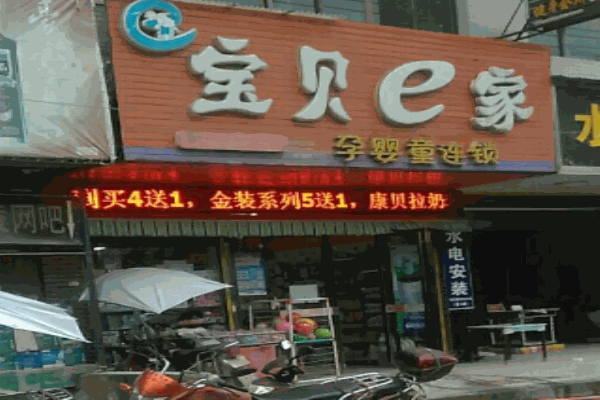 宝贝e家
孕婴童连锁
买4送1，金装系列5送1，康贝拉奶
网吧
水电安装
水